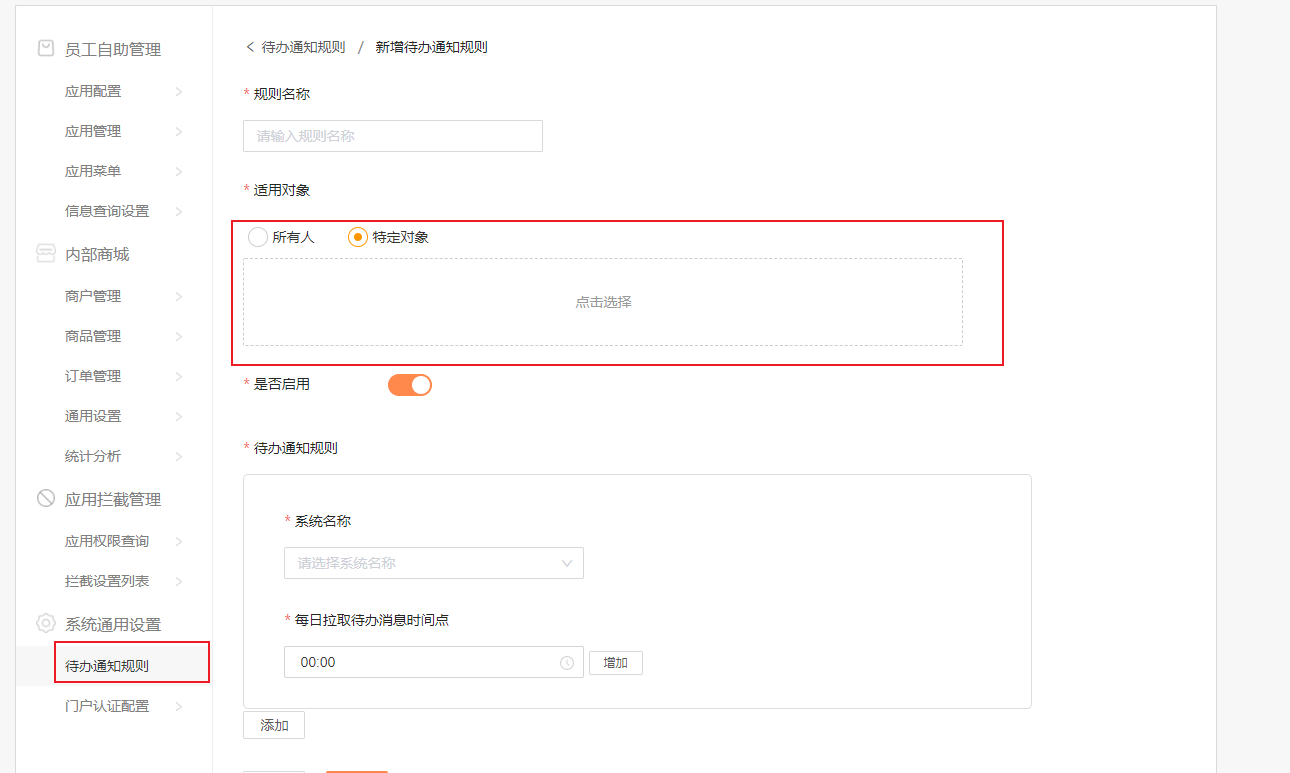 员工自助管理
应用配置
应用管理
应用菜单
信息查询设置
内部商城
商户管理
商品管理
订单管理
通用设置
统计分析
应用拦截管理
应用权限查询
拦截设置列表
系统通用设置
待办通知规则
门户认证配置
< 待办通知规则 / 新增待办通知规则
* 规则名称
请输入规则名称
* 适用对象
所有人 特定对象
点击选择
* 是否启用
* 待办通知规则
* 系统名称
请选择系统名称
* 每日拉取待办消息时间点
00:00 增加
添加